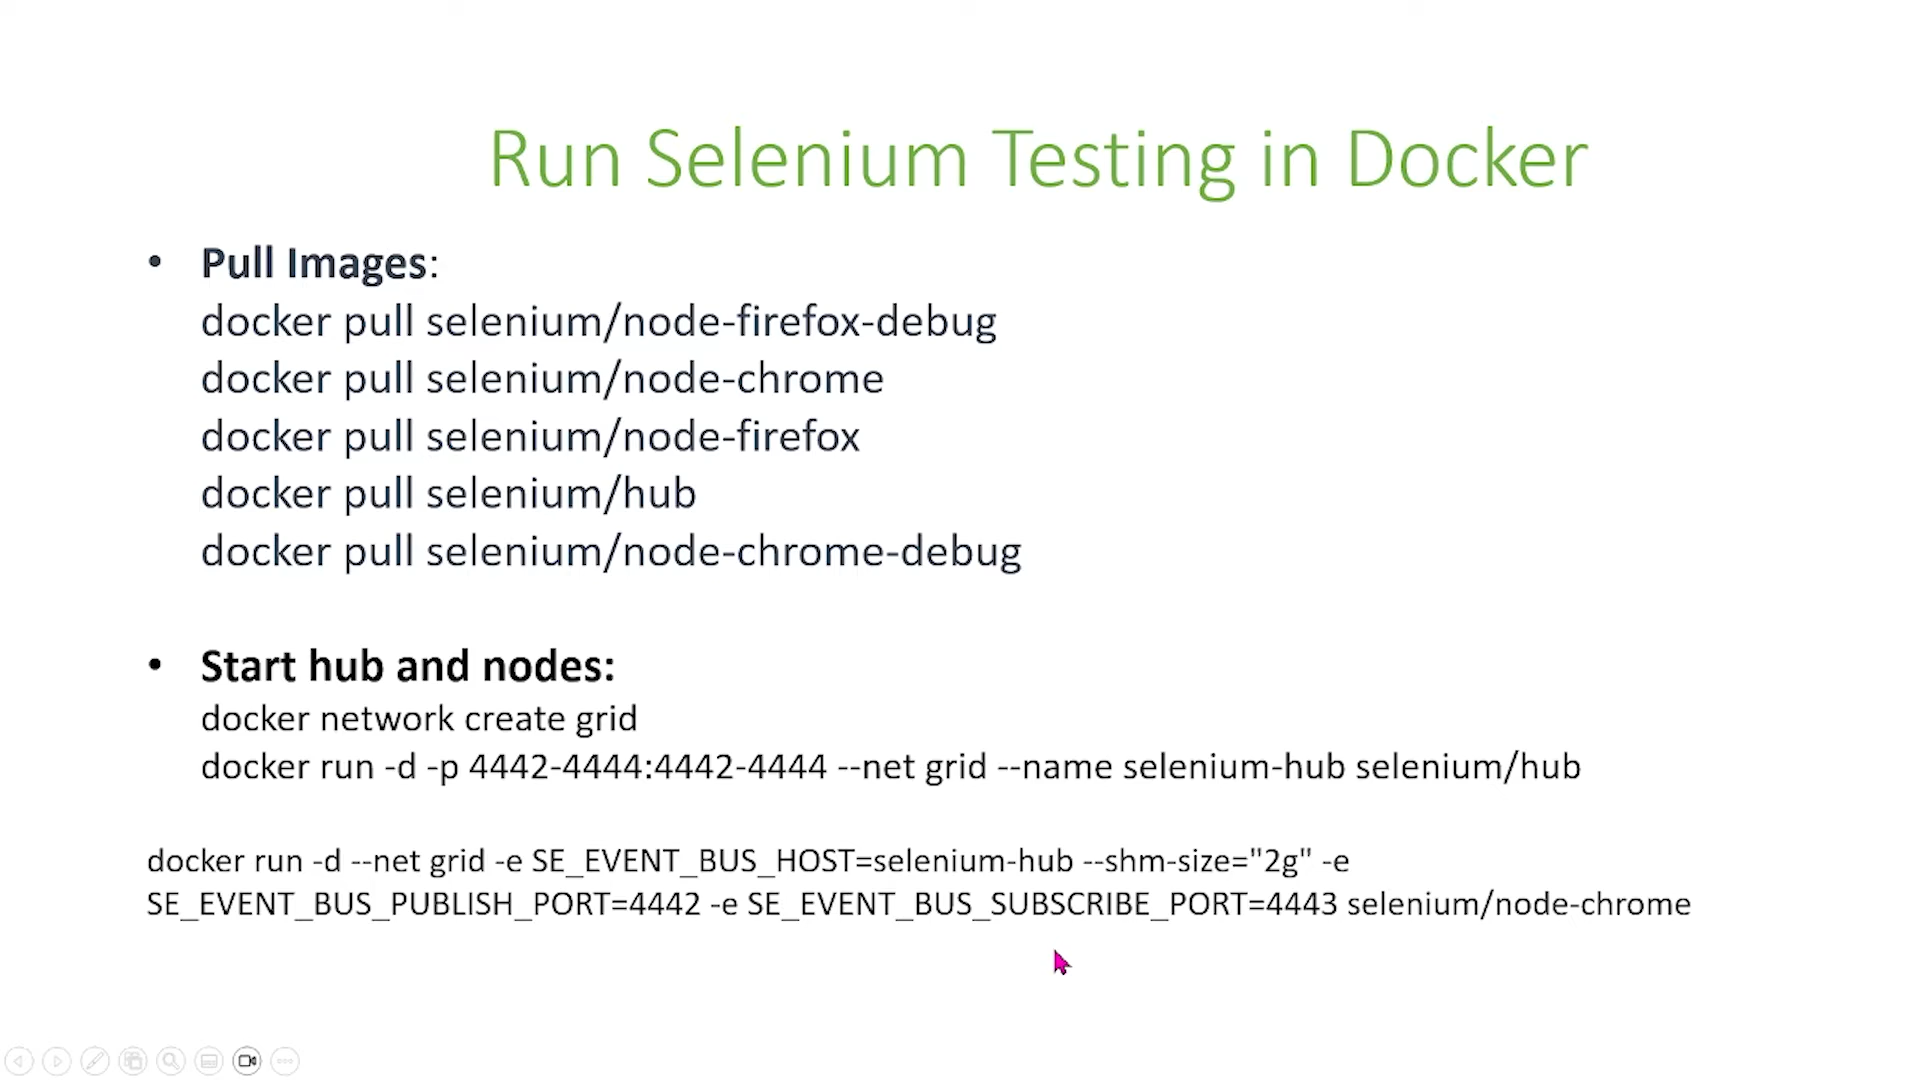 Run Selenium Testing in Docker
• Pull Images:
docker pull selenium/node-firefox-debug
docker pull selenium/node-chrome
docker pull selenium/node-firefox
docker pull selenium/hub
docker pull selenium/node-chrome-debug
• Start hub and nodes:
docker network create grid
docker run -d -p 4442-4444:4442-4444 --net grid --name selenium-hub selenium/hub
docker run -d --net grid -e SE_EVENT_BUS_HOST=selenium-hub --shm-size="2g" -e
SE_EVENT_BUS_PUBLISH_PORT=4442 -e SE_EVENT_BUS_SUBSCRIBE_PORT=4443 selenium/node-chrome